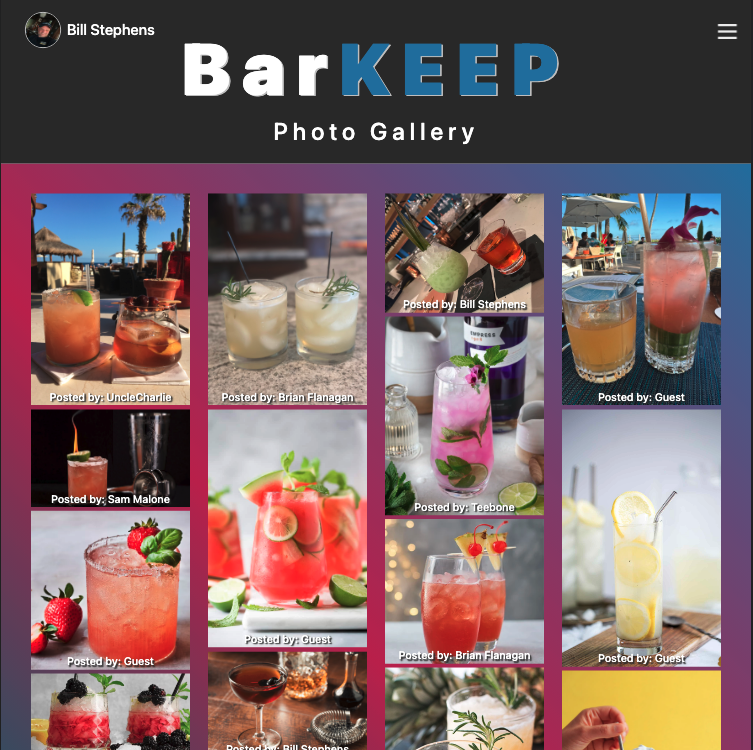 Bill Stephens
BarKEEP
Photo Gallery
Posted by: UncleCharlie
Posted by: Sam Malone
Posted by: Guest
Posted by: Brian Flanagan
Posted by: Guest
Posted by: Bill Stephens
Posted by: Bill Stephens
EMPRESS
Posted by: Teebone
Posted by: Brian Flanagan
Posted by: Guest
Posted by: Guest